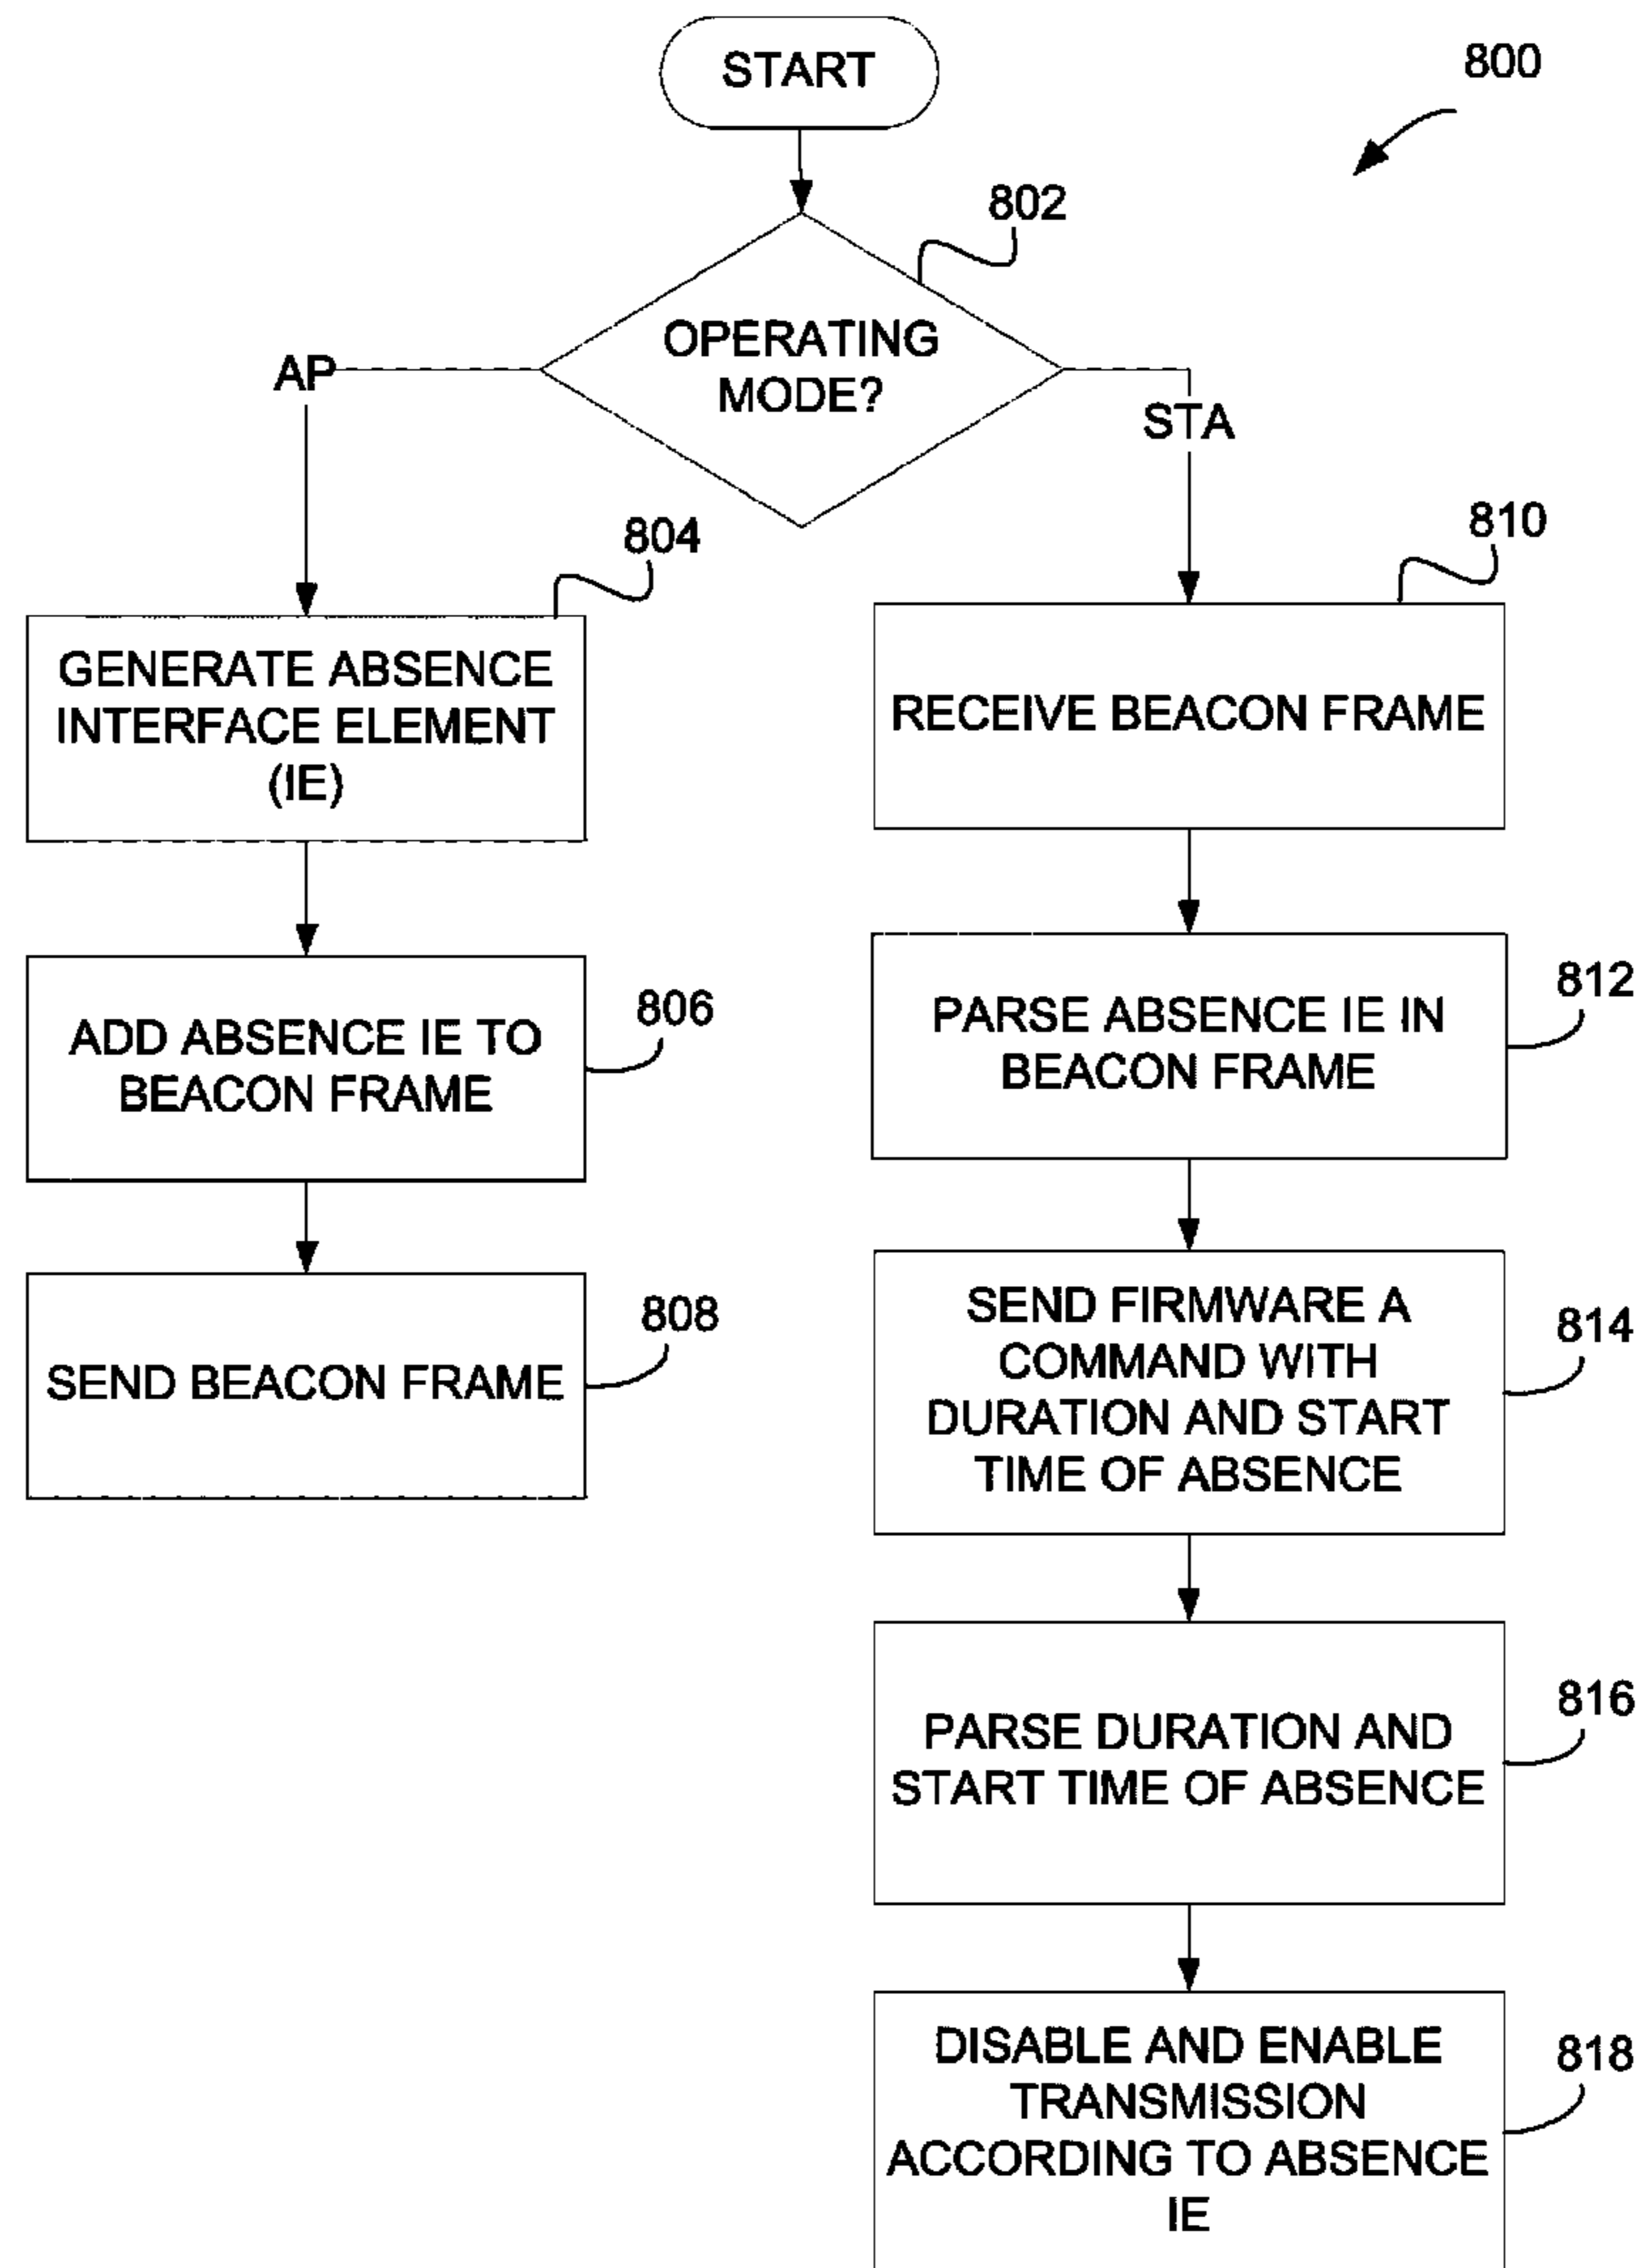 START
800
802
OPERATING
MODE?
AP
STA
804
GENERATE ABSENCE
INTERFACE ELEMENT
(IE)
806
ADD ABSENCE IE TO
BEACON FRAME
808
SEND BEACON FRAME
810
RECEIVE BEACON FRAME
812
PARSE ABSENCE IE IN
BEACON FRAME
814
SEND FIRMWARE A
COMMAND WITH
DURATION AND START
TIME OF ABSENCE
816
PARSE DURATION AND
START TIME OF ABSENCE
818
DISABLE AND ENABLE
TRANSMISSION
ACCORDING TO ABSENCE
IE